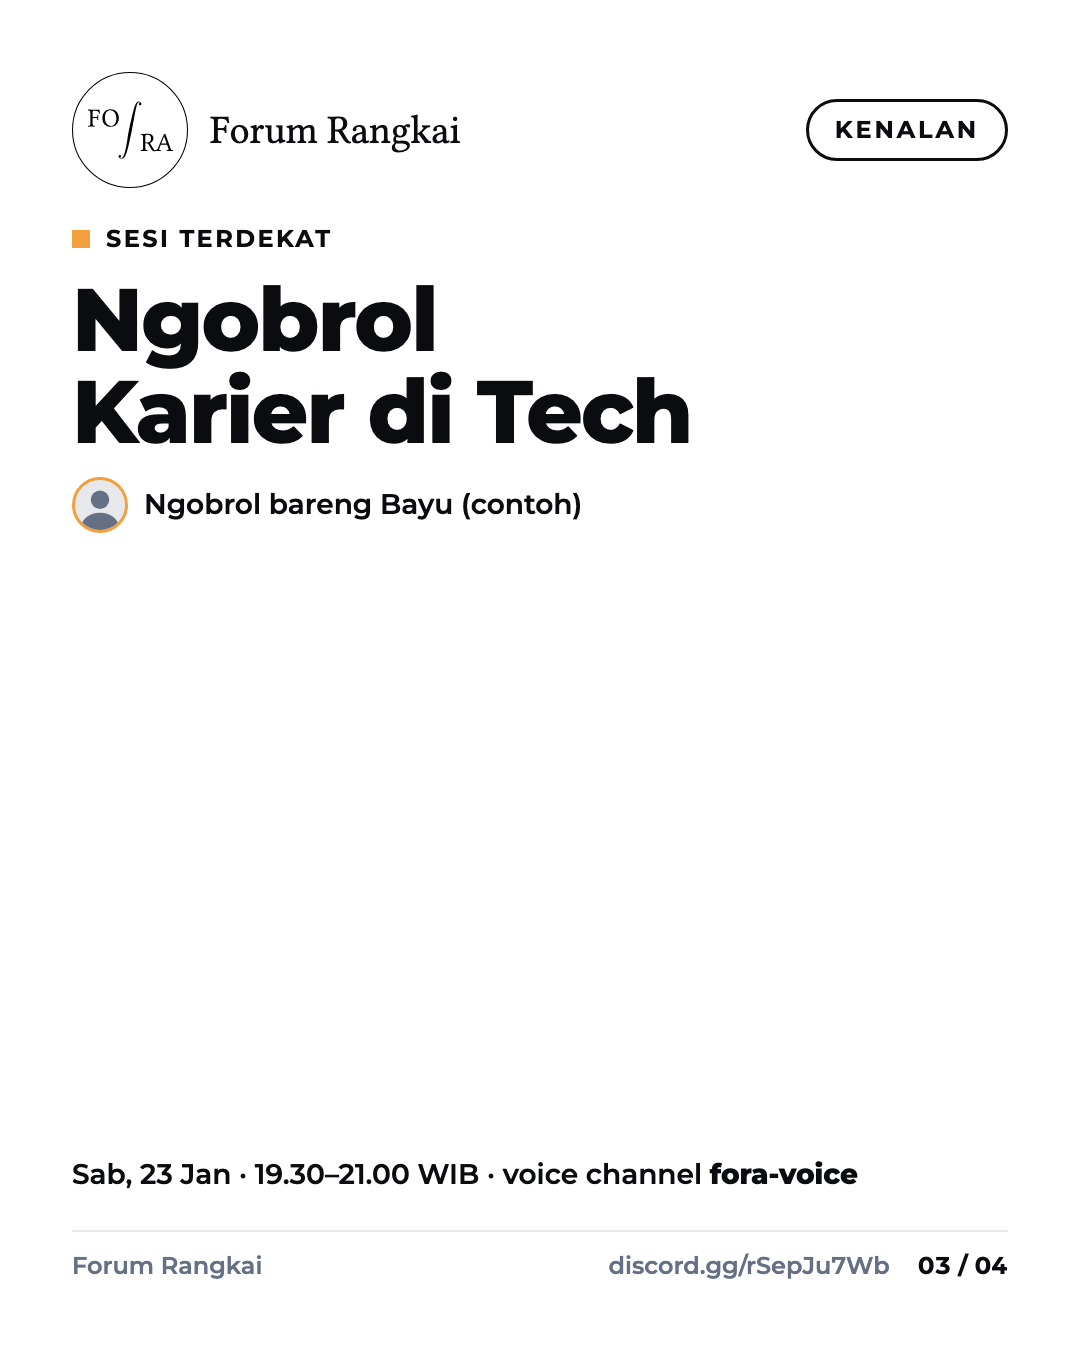 FO∫RA
Forum Rangkai
KENALAN
SESI TERDEKAT
Ngobrol
Karier di Tech
Ngobrol bareng Bayu (contoh)
Sab, 23 Jan · 19.30–21.00 WIB · voice channel fora-voice
Forum Rangkai
discord.gg/rSepJu7Wb
03 / 04